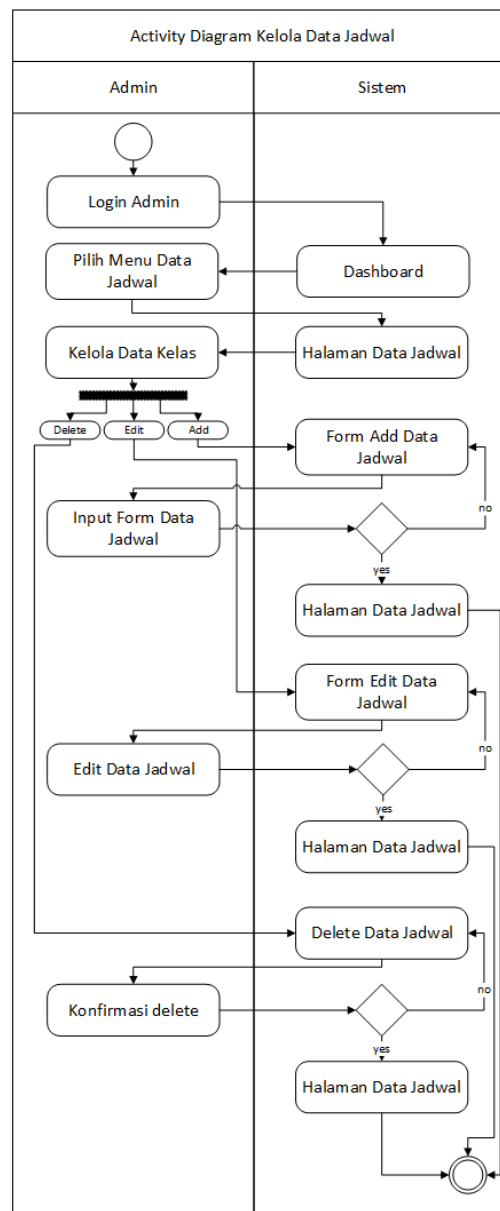 Activity Diagram Kelola Data Jadwal
Admin
Sistem
Login Admin
Pilih Menu Data
Jadwal
Dashboard
Kelola Data Kelas
Halaman Data Jadwal
Delete
Edit
Add
Form Add Data
Jadwal
no
Input Form Data
Jadwal
yes
Halaman Data Jadwal
Form Edit Data
Jadwal
no
Edit Data Jadwal
yes
Halaman Data Jadwal
Delete Data Jadwal
no
Konfirmasi delete
yes
Halaman Data Jadwal